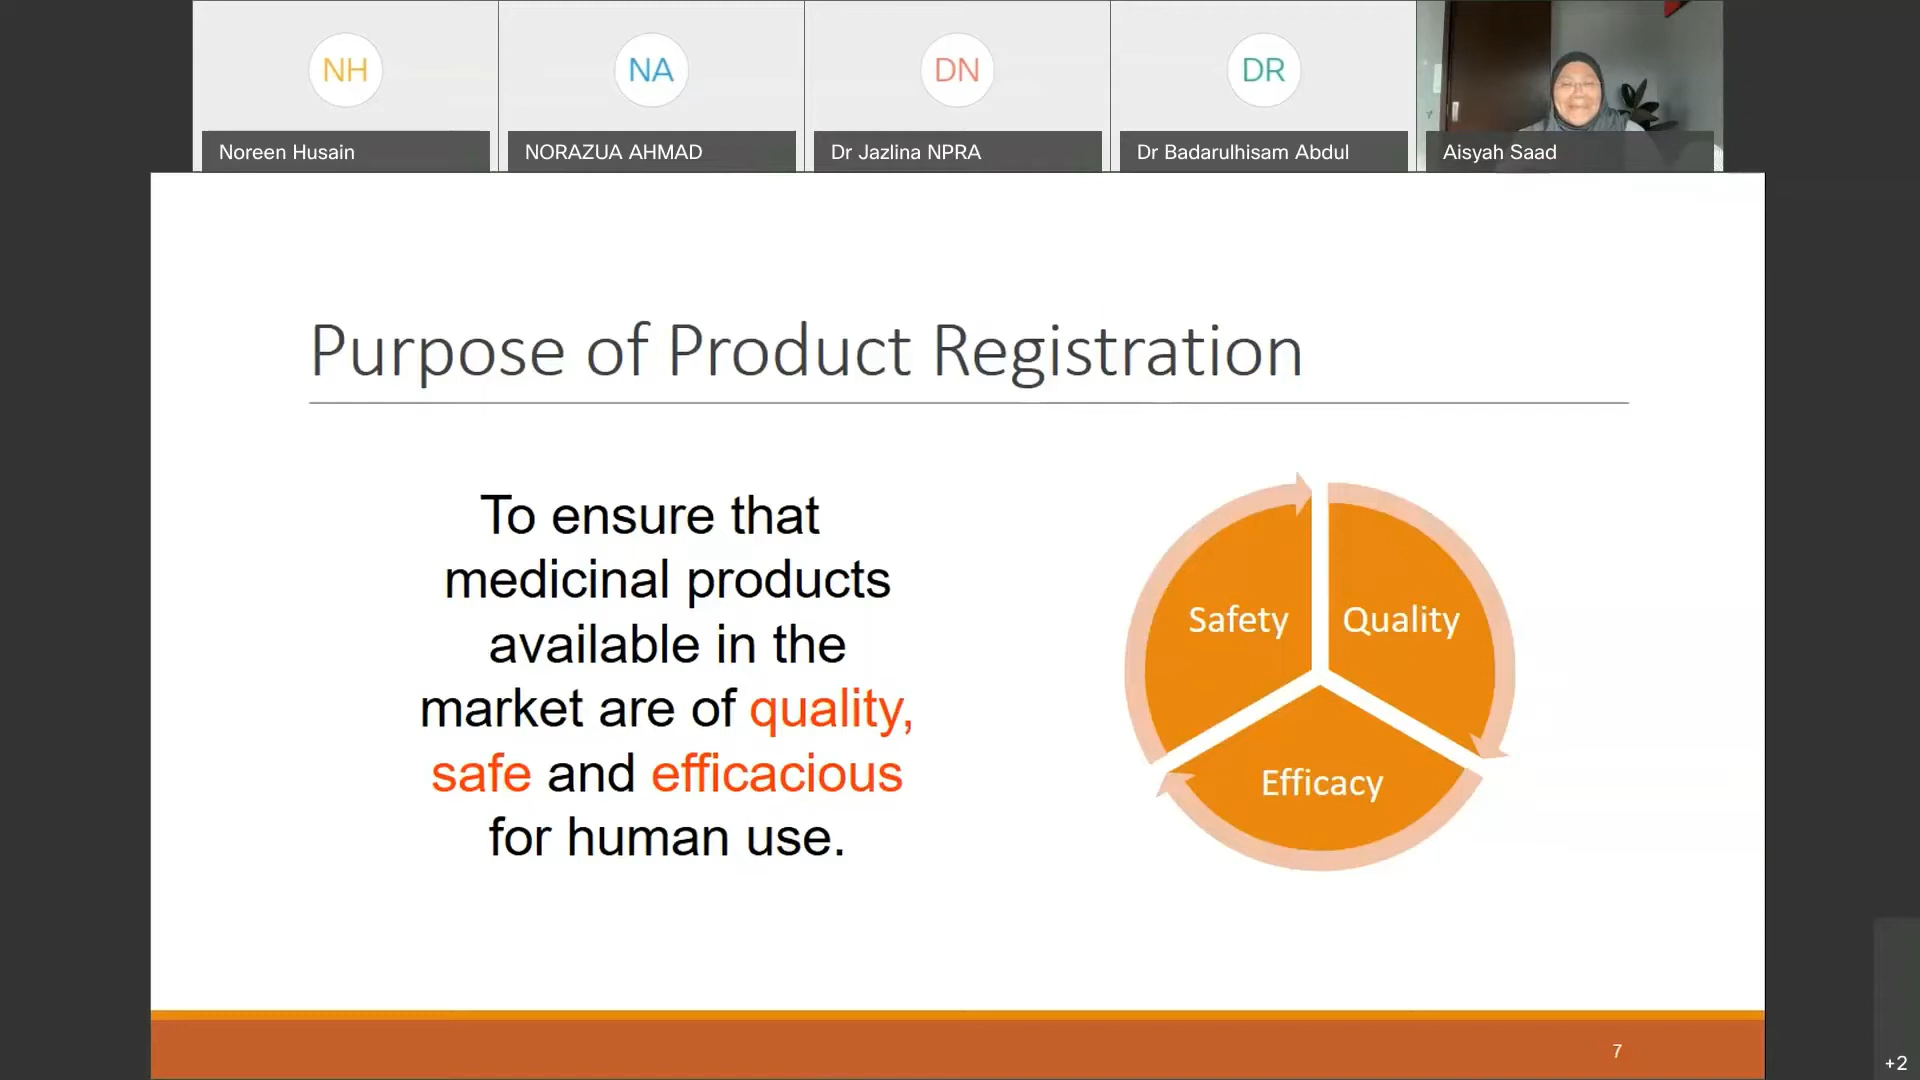 NH
NA
DN
DR
Noreen Husain
NORAZUA AHMAD
Dr Jazlina NPRA
Dr Badarulhisam Abdul
Aisyah Saad
Purpose of Product Registration
To ensure that
medicinal products
available in the
market are of quality,
safe and efficacious
for human use.
Safety
Quality
Efficacy
7
+2